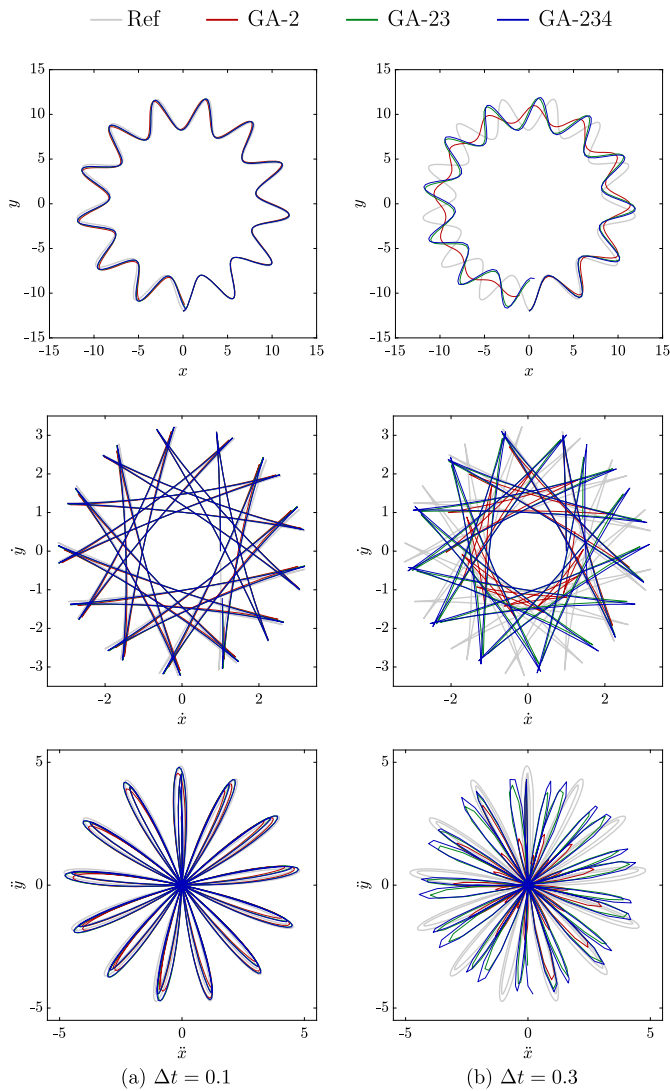 Ref GA-2 GA-23 GA-234
15 15
10 10
5 5
y 0 y 0
-5 -5
-10 -10
-15 -15
-15 -10 -5 0 5 10 15 -15 -10 -5 0 5 10 15
x x
3 3
2 2
1 1
ẏ 0 ẏ 0
-1 -1
-2 -2
-3 -3
-2 0 2 -2 0 2
ẋ ẋ
5 5
ÿ 0 ÿ 0
-5 -5
-5 0 5 -5 0 5
ẍ ẍ
(a) Δt = 0.1 (b) Δt = 0.3